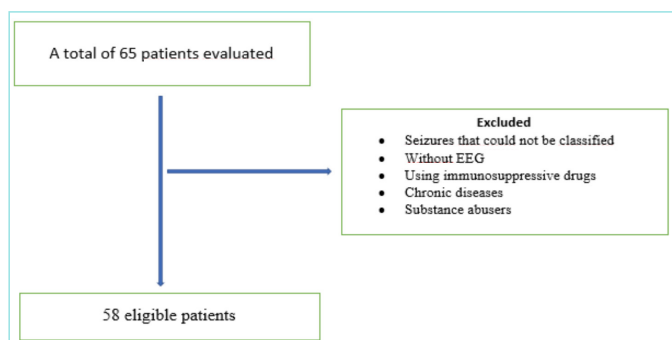 A total of 65 patients evaluated
Excluded
• Seizures that could not be classified
• Without EEG
• Using immunosuppressive drugs
• Chronic diseases
• Substance abusers
58 eligible patients